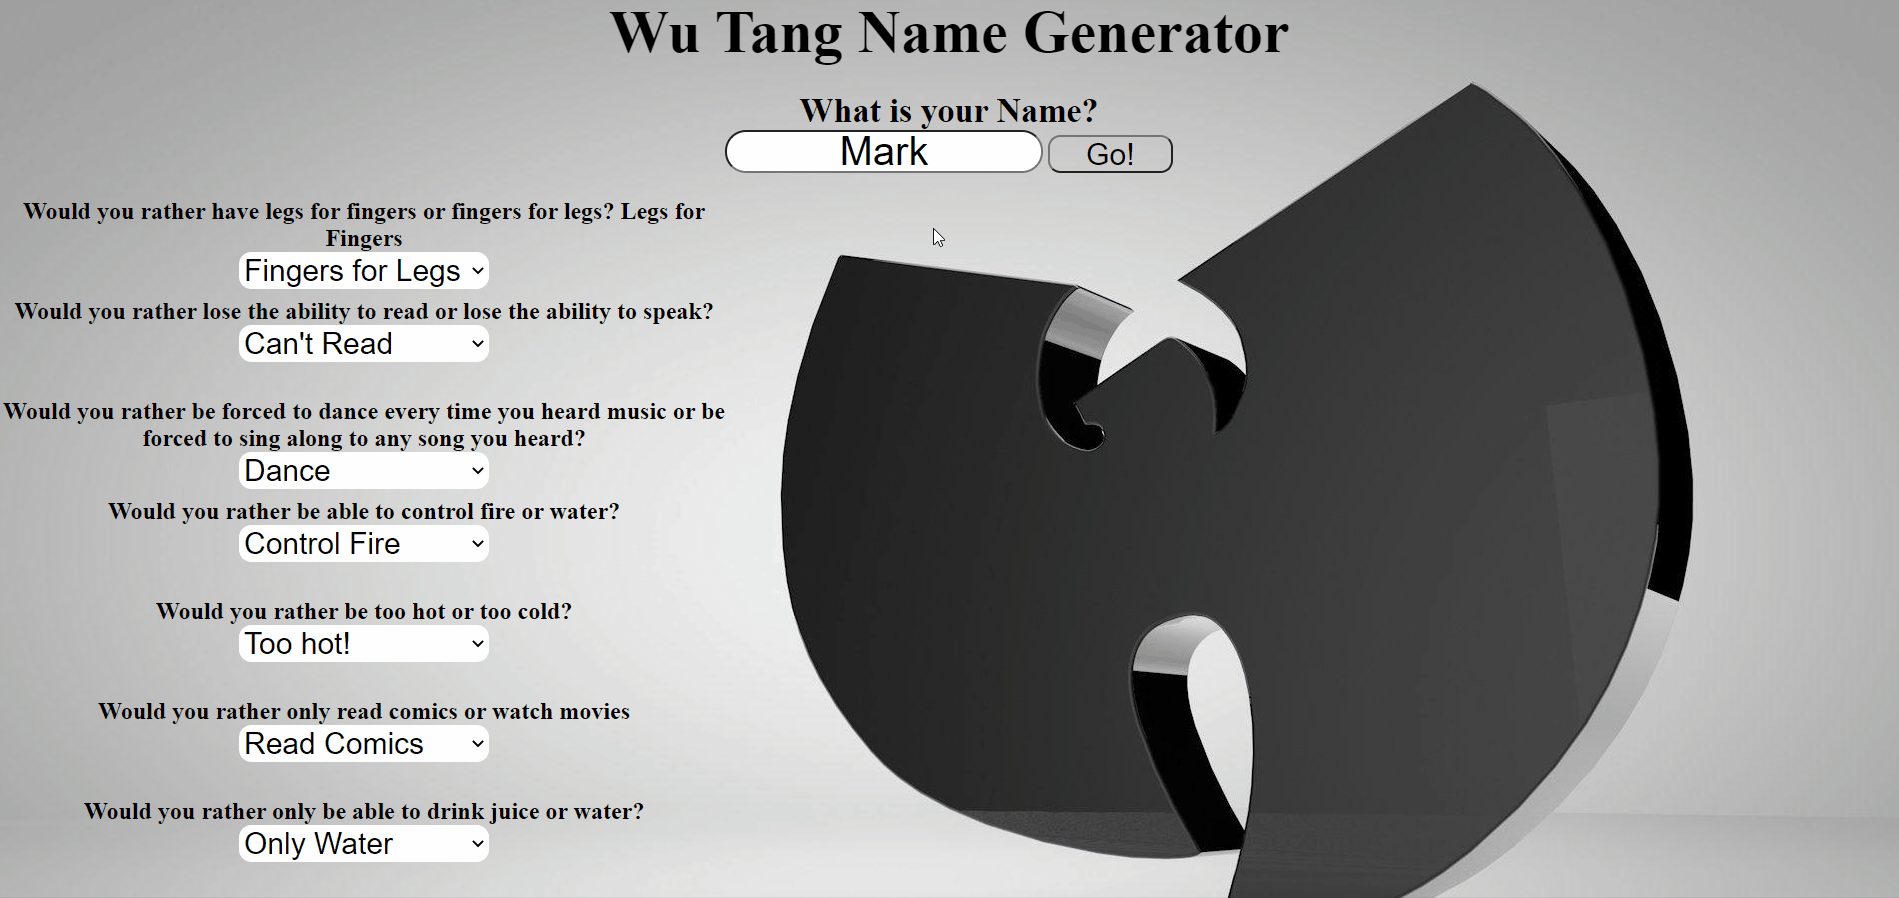 Wu Tang Name Generator
What is your Name?
Mark
Go!
Would you rather have legs for fingers or fingers for legs? Legs for
Fingers
Fingers for Legs
Would you rather lose the ability to read or lose the ability to speak?
Can't Read
Would you rather be forced to dance every time you heard music or be
forced to sing along to any song you heard?
Dance
Would you rather be able to control fire or water?
Control Fire
Would you rather be too hot or too cold?
Too hot!
Would you rather only read comics or watch movies
Read Comics
Would you rather only be able to drink juice or water?
Only Water